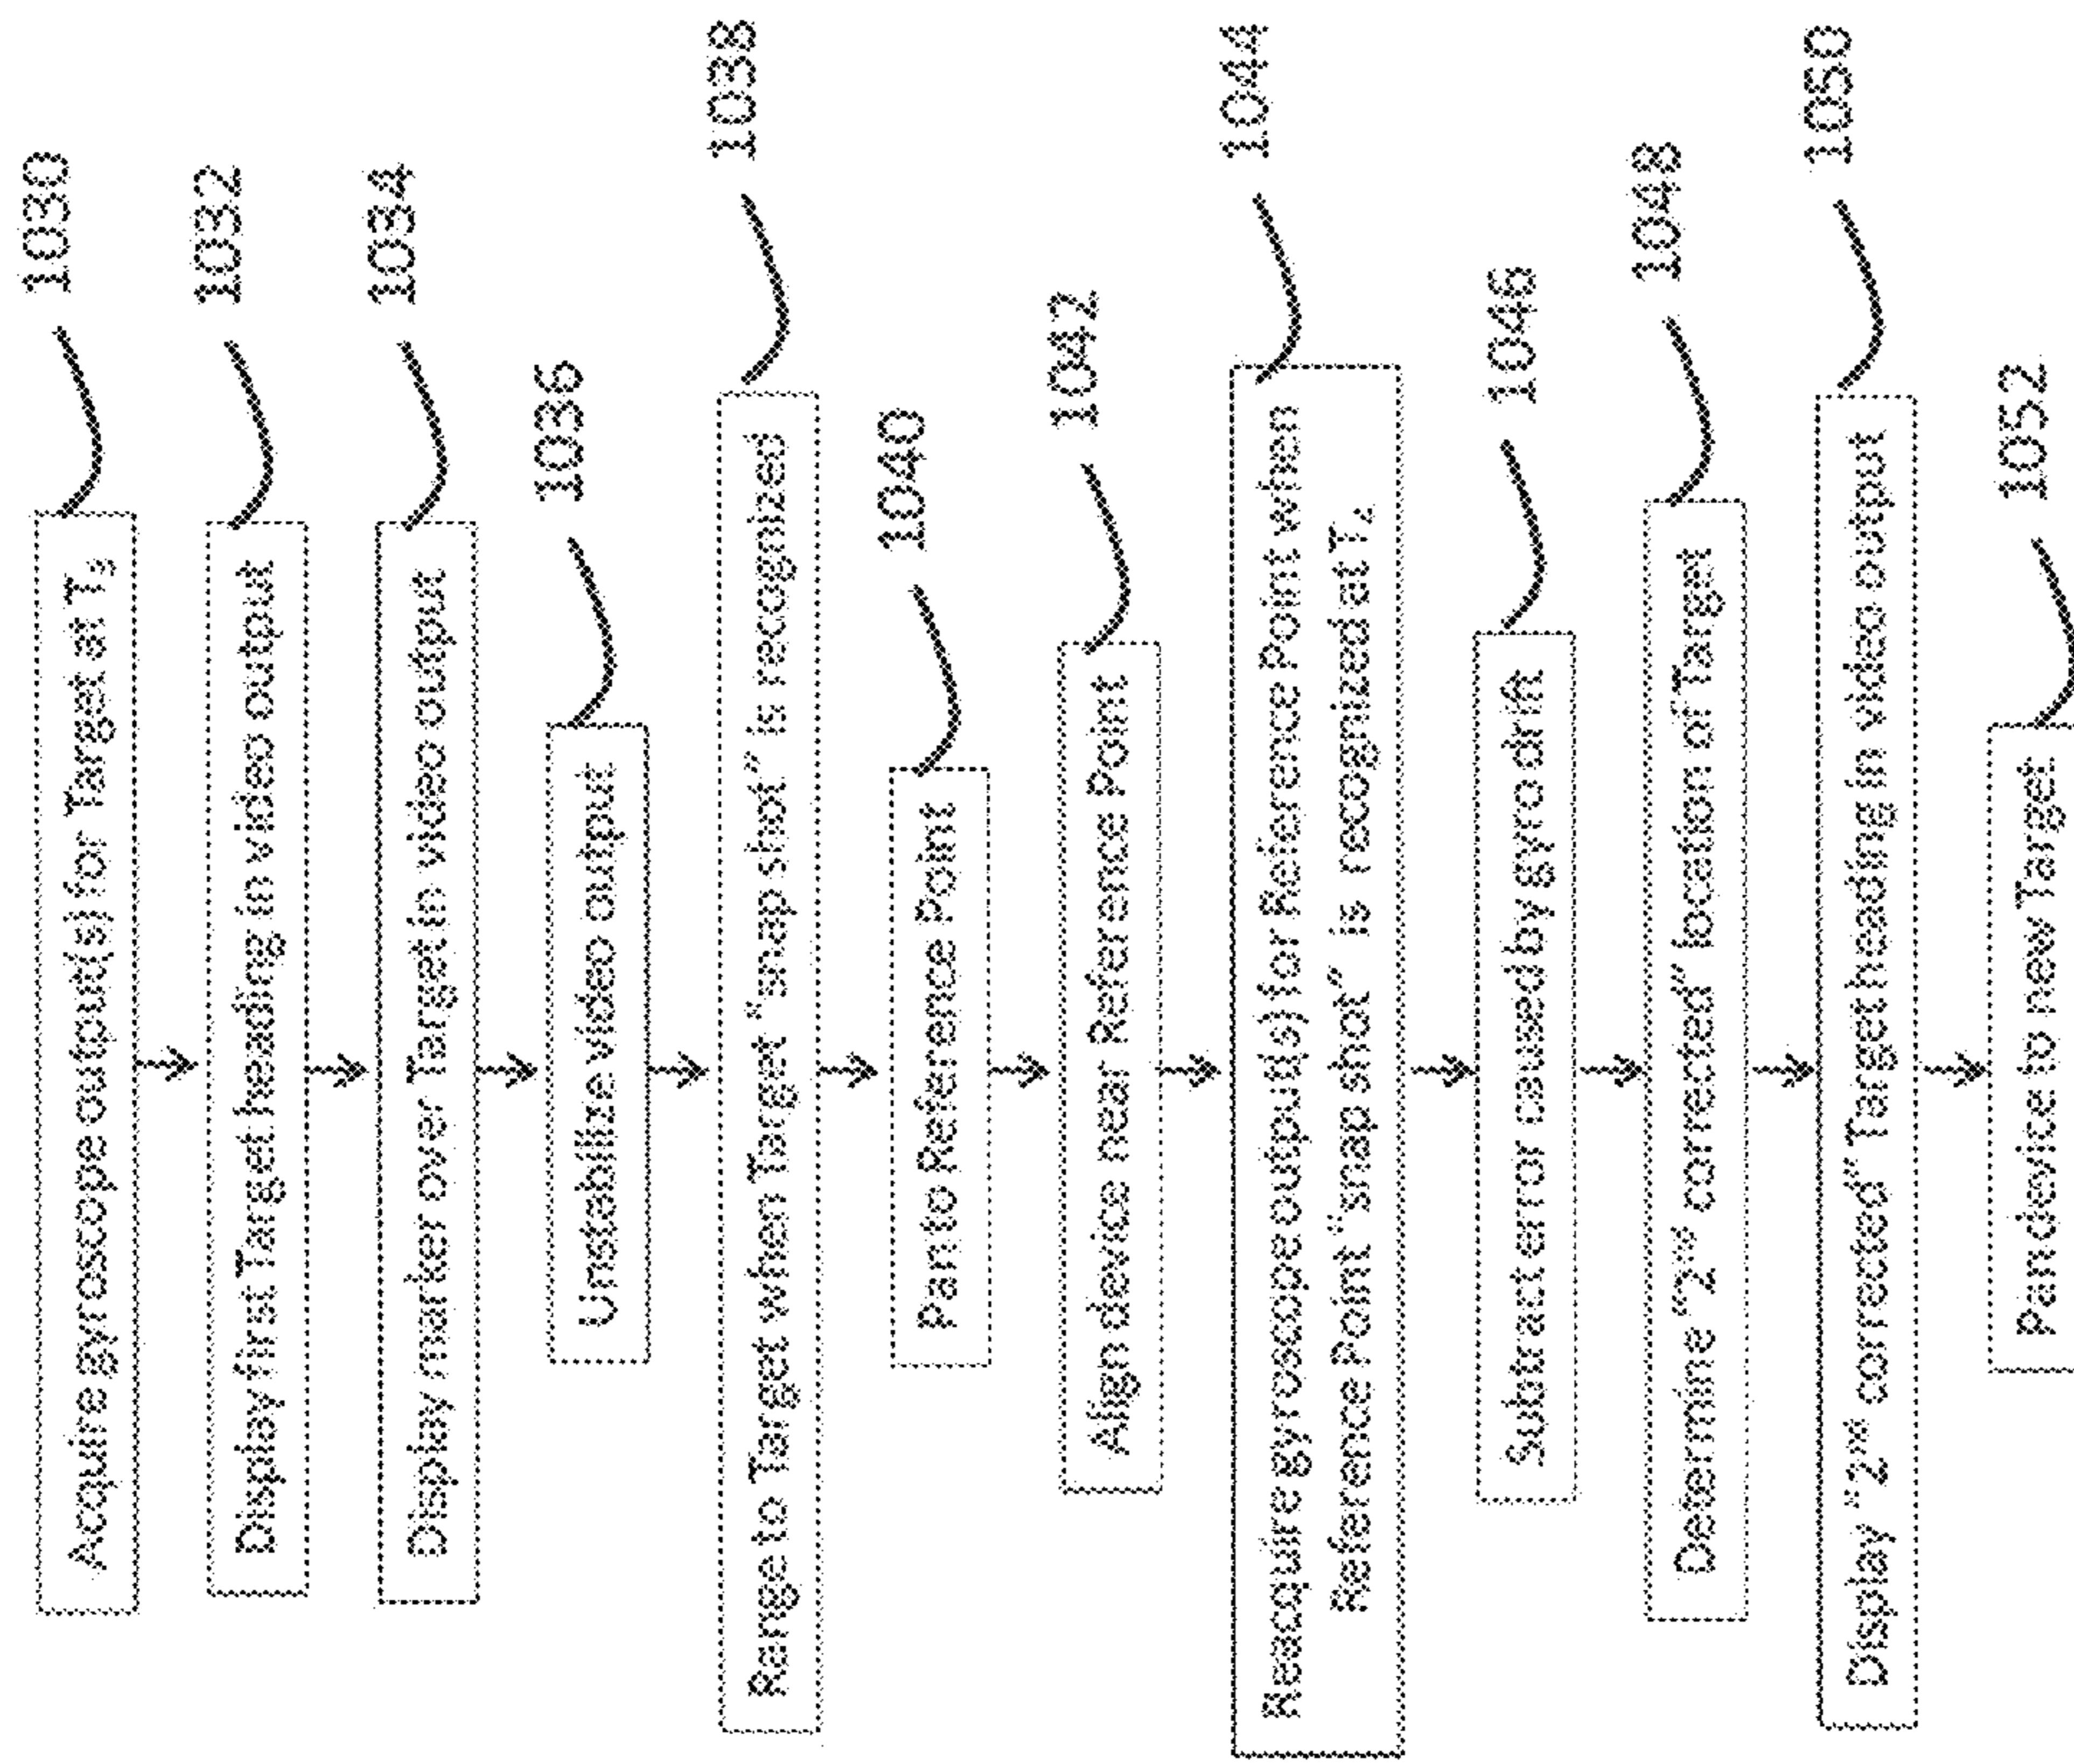 Acquire gyroscope output(s) for Target at T₃
1030
Display first Target heading in video output
1032
Display marker over Target in video output
1034
Unstabilize video output
1036
Range to Target when Target "snap shot" is recognized
1038
Pan to Reference Point
1040
Align device near Reference Point
1042
Reacquire gyroscope output(s) for Reference Point when
Reference Point "snap shot" is recognized at
1044
Subtract error caused by gyro drift
1046
Determine "2ⁿᵈ corrected" location of Target
1048
Display "2ⁿᵈ corrected" Target heading in video output
1050
Pan device to new Target
1052